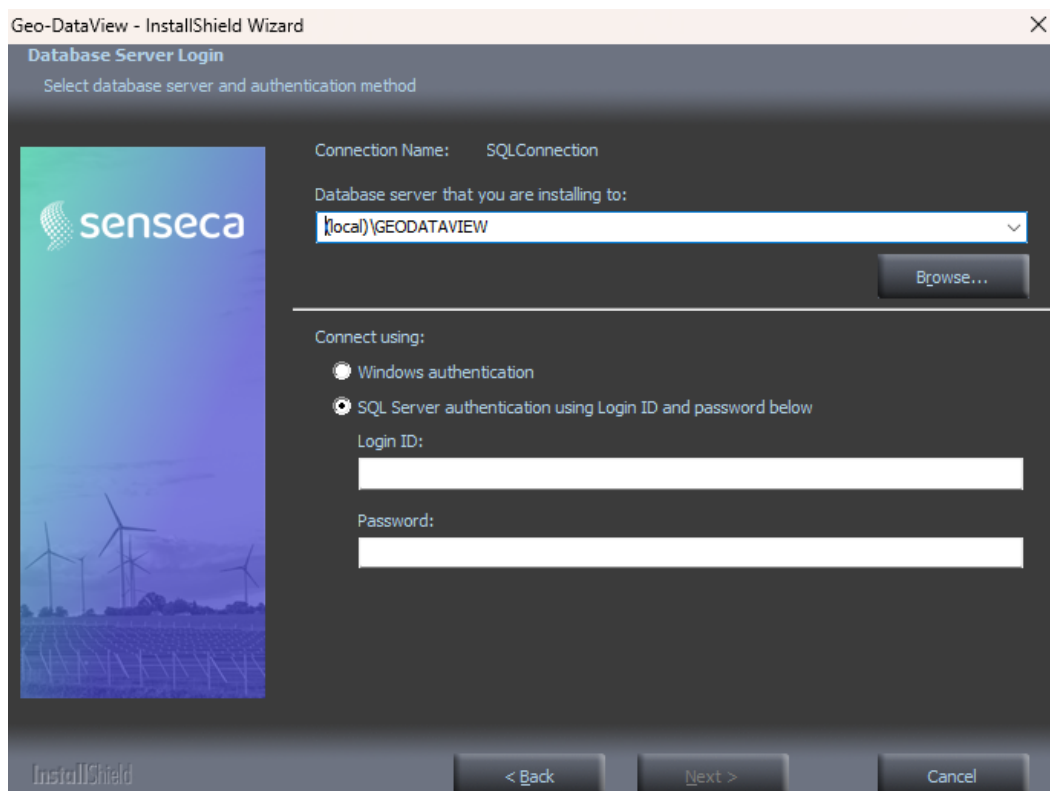 Geo-DataView - InstallShield Wizard
Database Server Login
Select database server and authentication method
senseca
Connection Name: SQLConnection
Database server that you are installing to:
(local)\GEODATAVIEW
Browse...
Connect using:
Windows authentication
SQL Server authentication using Login ID and password below
Login ID:
Password:
InstallShield
< Back Next > Cancel